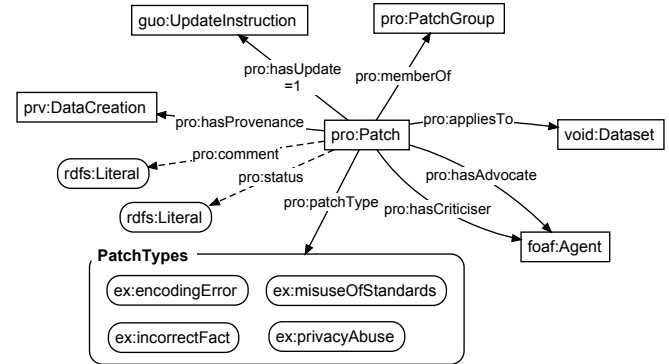 guo:UpdateInstruction
pro:PatchGroup
pro:hasUpdate
=1
pro:memberOf
prv:DataCreation
pro:hasProvenance
pro:Patch
pro:appliesTo
void:Dataset
pro:comment
rdfs:Literal
pro:status
pro:hasAdvocate
pro:patchType
pro:hasCriticiser
rdfs:Literal
foaf:Agent
PatchTypes
ex:encodingError
ex:misuseOfStandards
ex:incorrectFact
ex:privacyAbuse